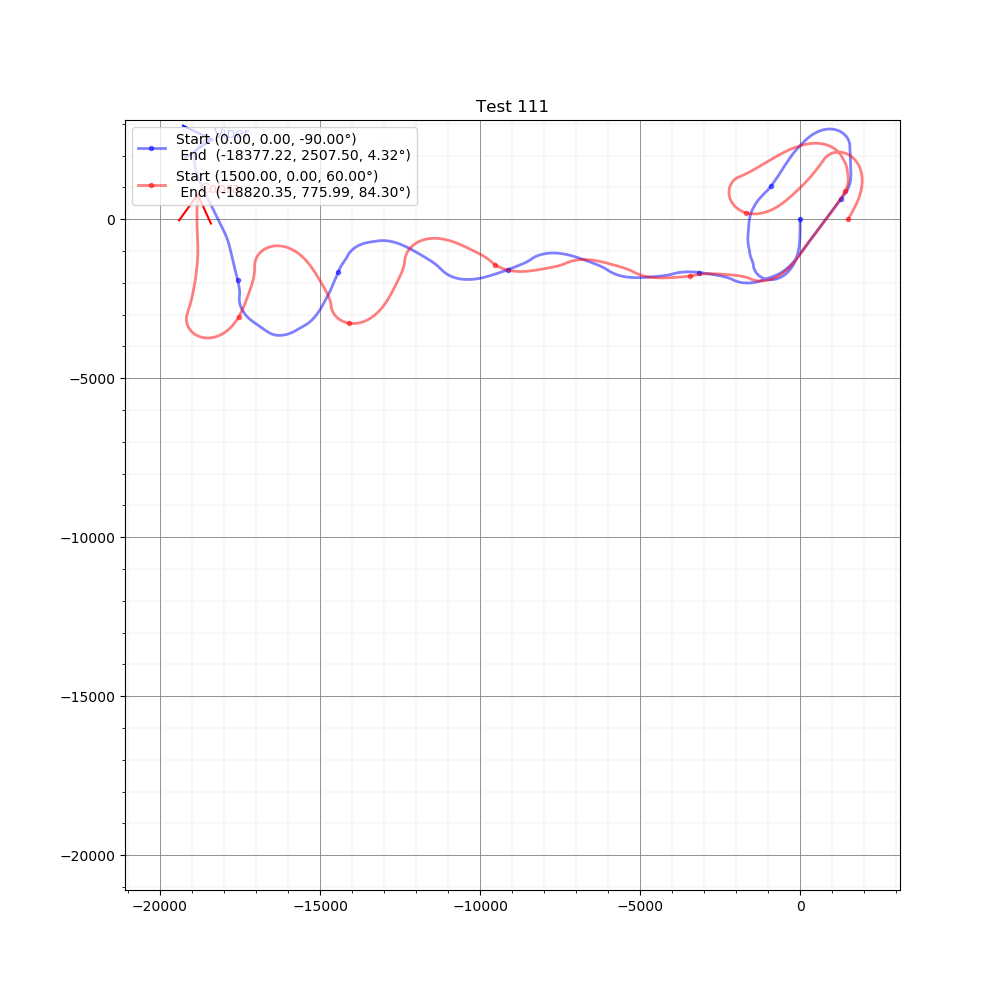 Test 111
Viper
Start (0.00, 0.00, -90.00°)
End (-18377.22, 2507.50, 4.32°)
Start (1500.00, 0.00, 60.00°)
End (-18820.35, 775.99, 84.30°)
0
−5000
−10000
−15000
−20000
−20000
−15000
−10000
−5000
0